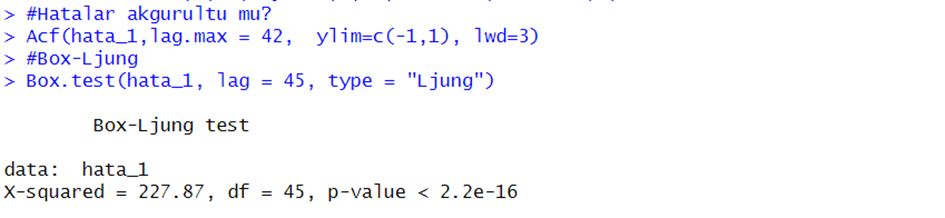 > #Hatalar akgurultu mu?
> Acf(hata_1,lag.max = 42,  ylim=c(-1,1), lwd=3)
> #Box-Ljung
> Box.test(hata_1, lag = 45, type = "Ljung")
Box-Ljung test
data:  hata_1
X-squared = 227.87, df = 45, p-value < 2.2e-16